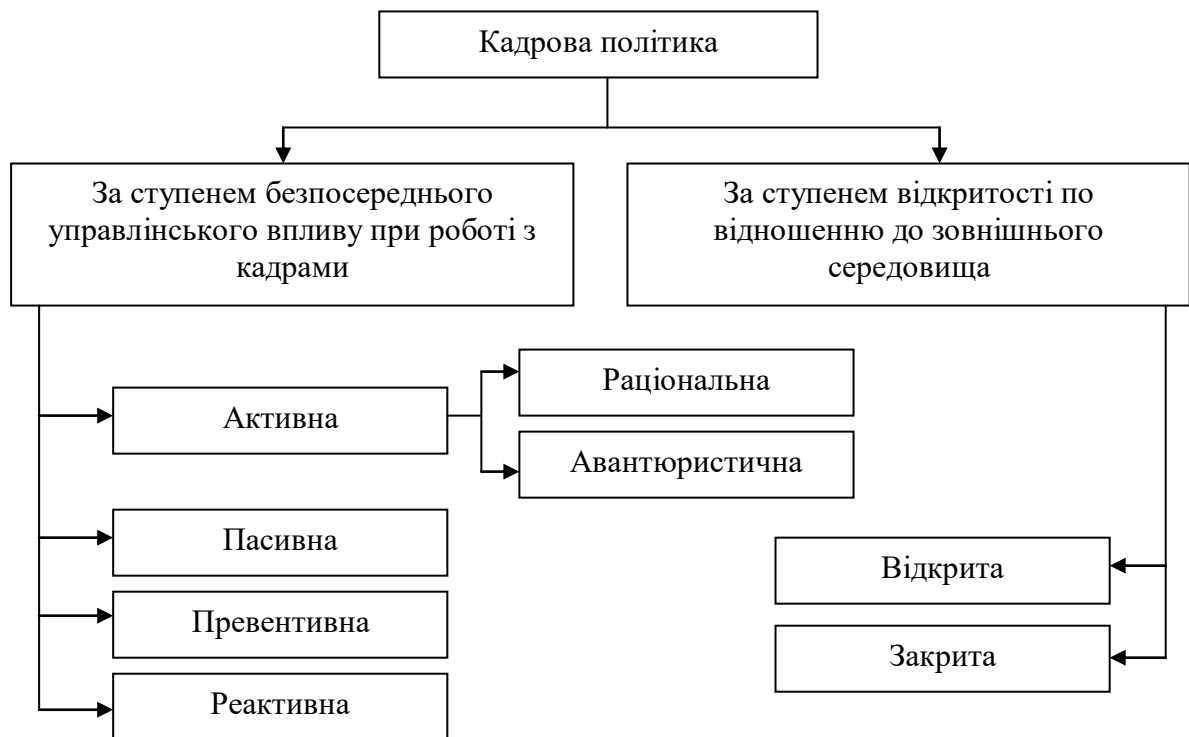 Кадрова політика
За ступенем безпосереднього
управлінського впливу при роботі з
кадрами
За ступенем відкритості по
відношенню до зовнішнього
середовища
Активна
Раціональна
Авантюристична
Пасивна
Превентивна
Реактивна
Відкрита
Закрита